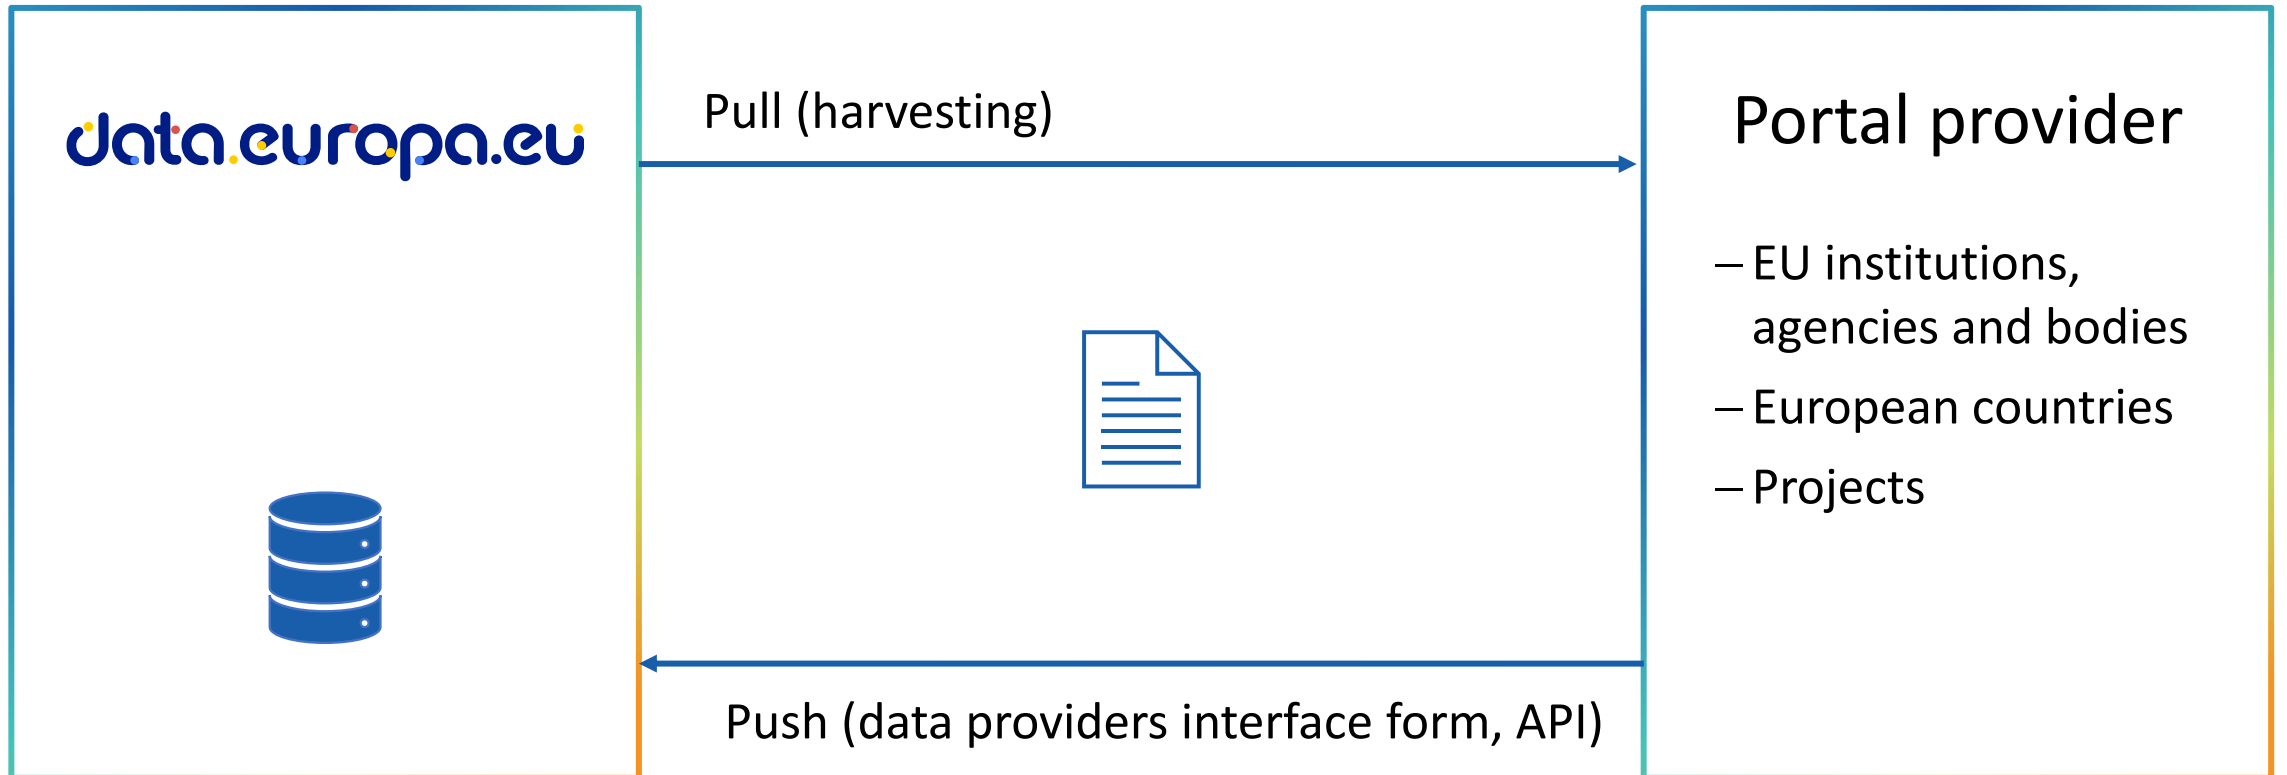 data.europa.eu
Pull (harvesting)
Portal provider
– EU institutions,
agencies and bodies
– European countries
– Projects
Push (data providers interface form, API)